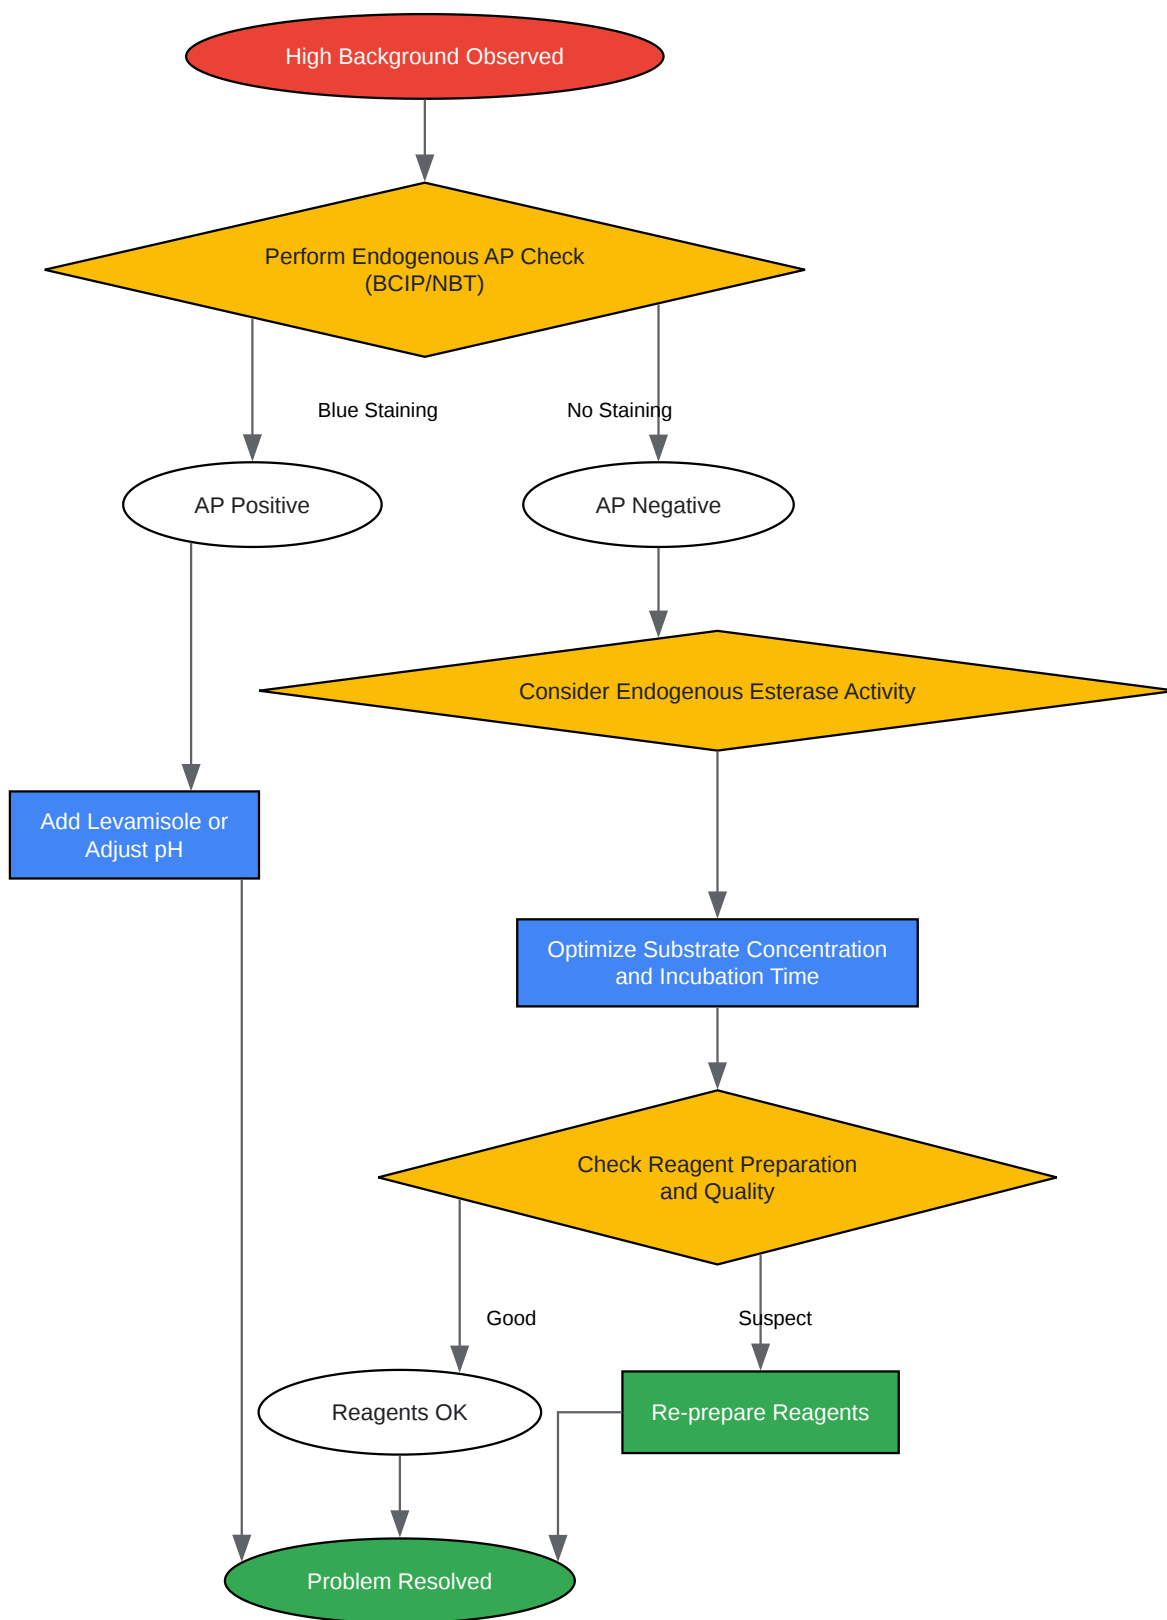 High Background Observed
Perform Endogenous AP Check
(BCIP/NBT)
Blue Staining
No Staining
AP Positive
AP Negative
Consider Endogenous Esterase Activity
Add Levamisole or
Adjust pH
Optimize Substrate Concentration
and Incubation Time
Check Reagent Preparation
and Quality
Good
Suspect
Reagents OK
Re-prepare Reagents
Problem Resolved